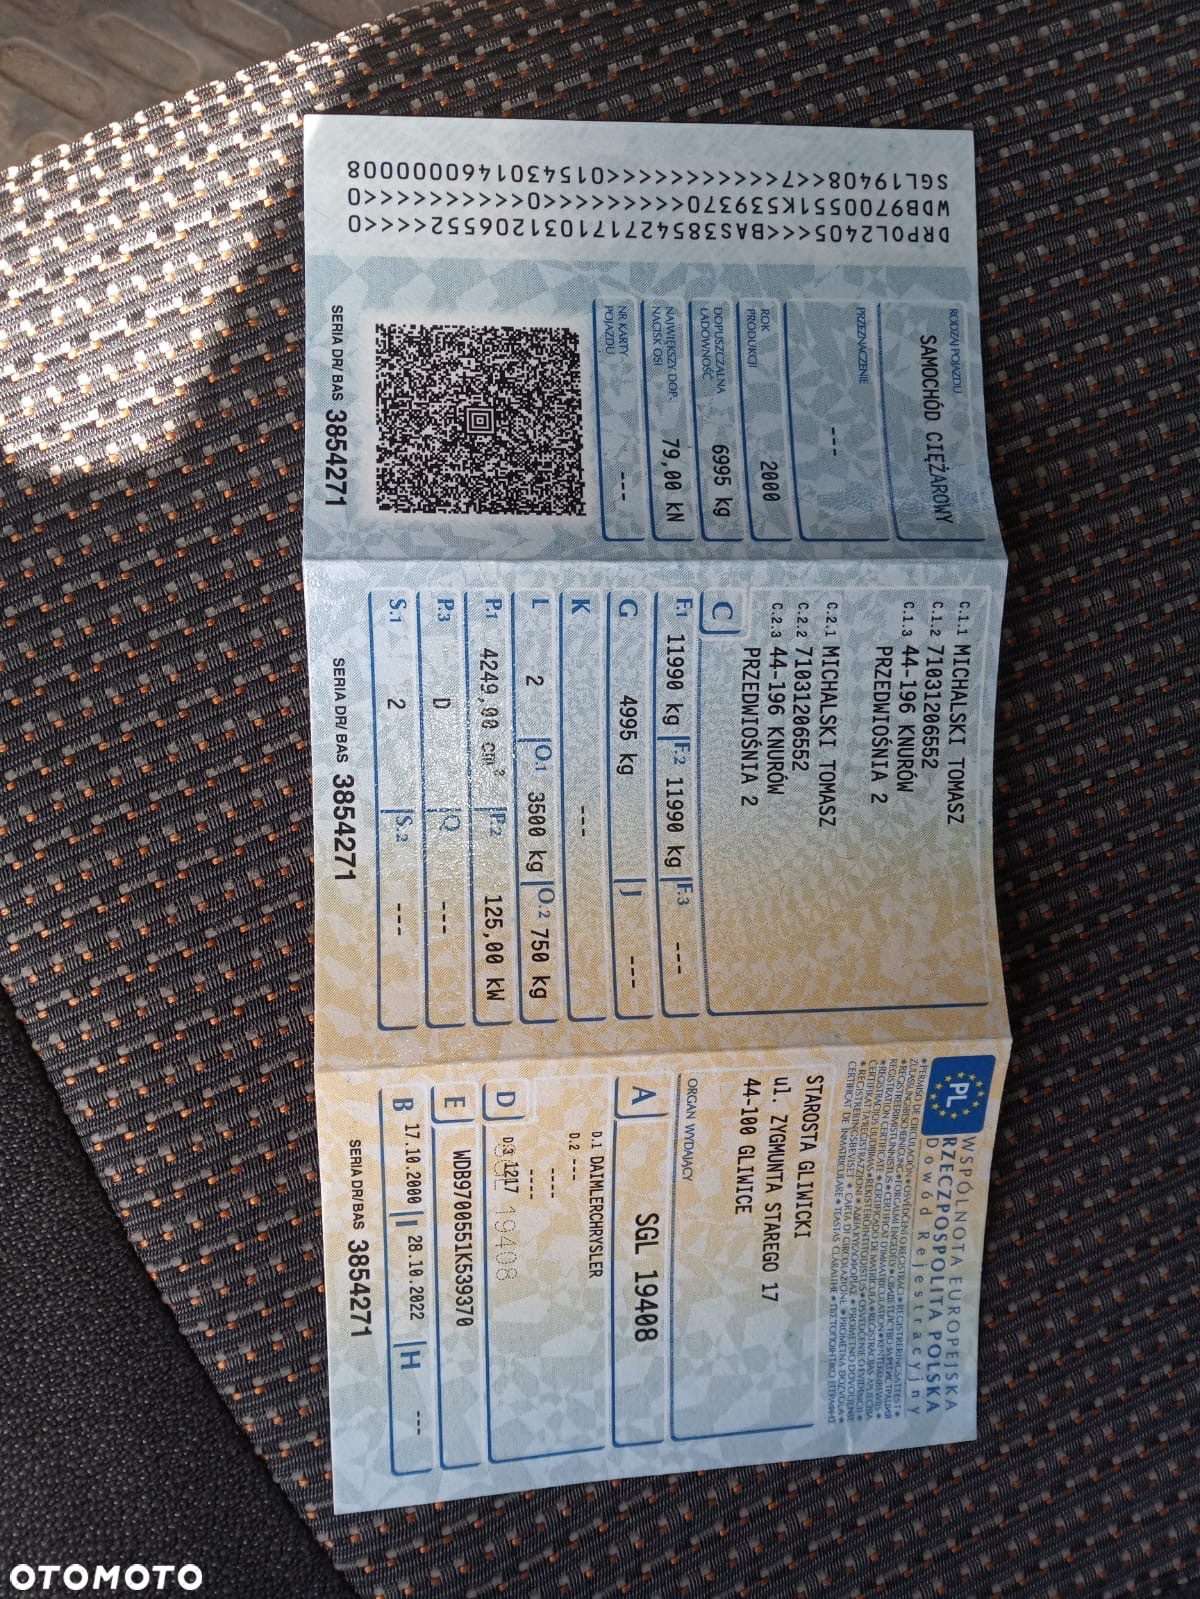 WSPÓLNOTA EUROPEJSKA
RZECZPOSPOLITA POLSKA
Dowód Rejestracyjny
PL
STAROSTA GLIWICKI
ul. ZYGMUNTA STAREGO 17
44-100 GLIWICE
ORGAN WYDAJĄCY
A SGL 19408
D.1 DAIMLERCHRYSLER
D.2 ---
----
----
D D.3 1217
SGL 19408
E WDB9700551K539370
B 17.10.2000 I 28.10.2022 H ---
SERIA DR/BAS 3854271
C.1.1 MICHALSKI TOMASZ
C.1.2 71031206552
C.1.3 44-196 KNURÓW
PRZEDWIOŚNIA 2
C.2.1 MICHALSKI TOMASZ
C.2.2 71031206552
C.2.3 44-196 KNURÓW
PRZEDWIOŚNIA 2
C
F.1 11990 kg F.2 11990 kg F.3 ---
G 4995 kg J ---
K ---
L 2 O.1 3500 kg O.2 750 kg
P.1 4249,00 cm³ P.2 125,00 kW
P.3 D Q ---
S.1 2 S.2 ---
SERIA DR/ BAS 3854271
RODZAJ POJAZDU
SAMOCHÓD CIĘŻAROWY
PRZEZNACZENIE
---
ROK
PRODUKCJI 2000
DOPUSZCZALNA
ŁADOWNOŚĆ 6995 kg
NAJWIĘKSZY DOP.
NACISK OSI 79,00 kN
NR KARTY
POJAZDU ---
SERIA DR/ BAS 3854271
DRPOL2405<<BAS385427171031206552<<<<<0
WDB9700551K539370<<<<<<<<0<<<<<<<<<<0
SGL19408<<7<<<<<<<<<<<0154301460000008
OTOMOTO